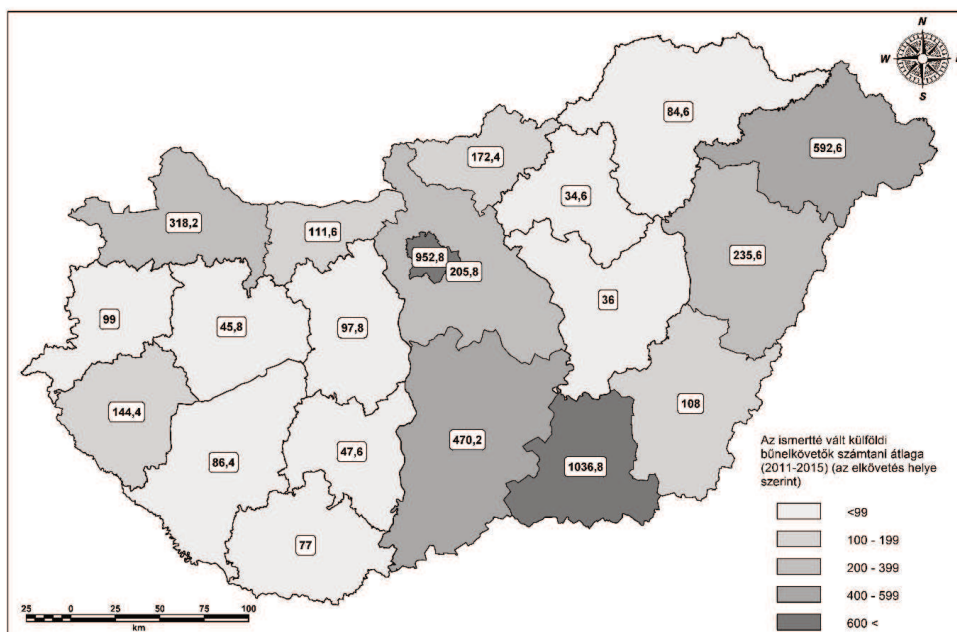 N
W
S
84,6
592,6
172,4
34,6
318,2
111,6
952,8
205,8
235,6
99
45,8
97,8
36
144,4
108
86,4
47,6
470,2
1036,8
77
Az ismertté vált külföldi
bűnelkövetők számtani átlaga
(2011-2015) (az elkövetés helye
szerint)
<99
100 - 199
200 - 399
400 - 599
600 <
25 0 25 50 75 100
km